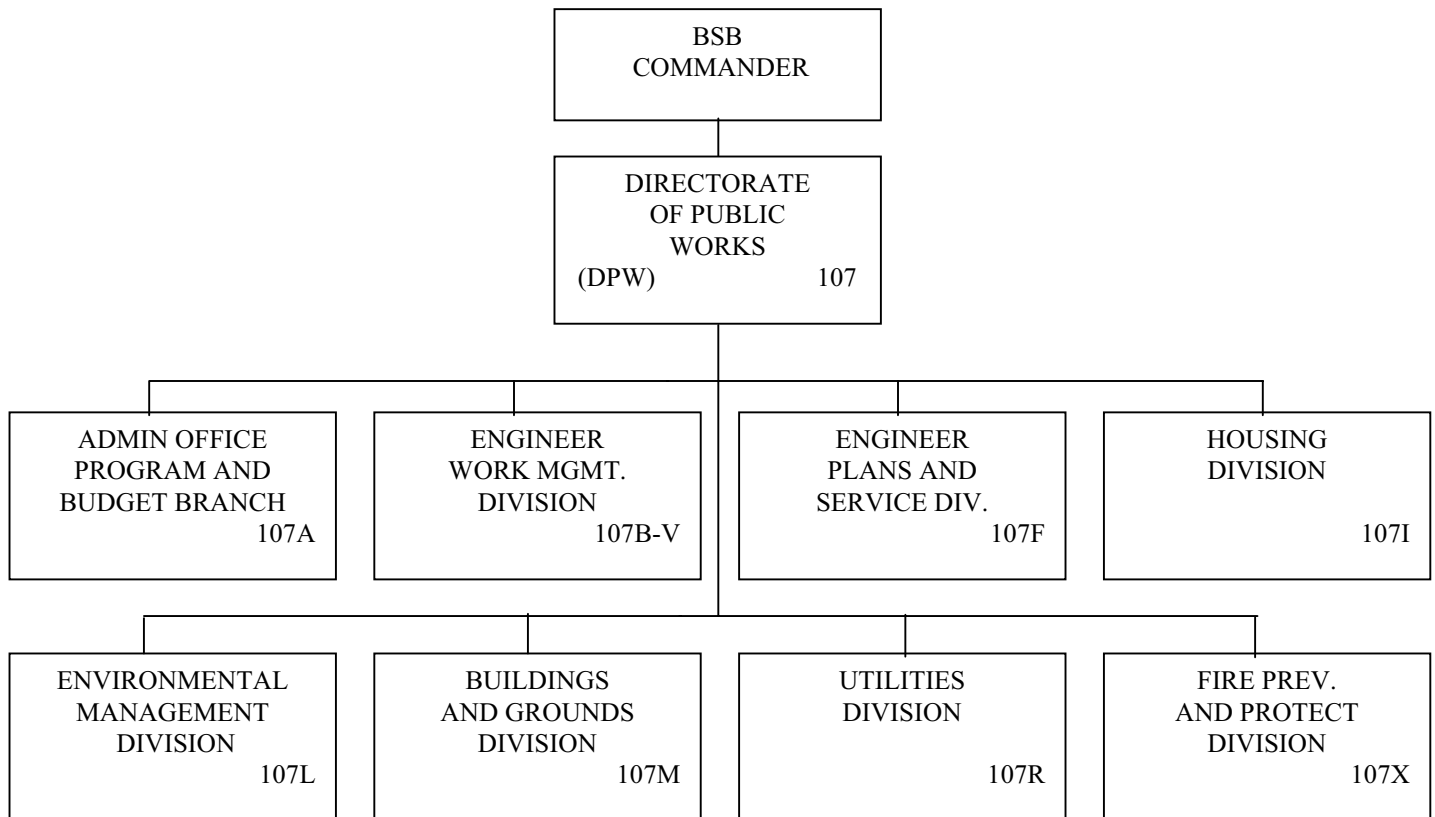 BSB
COMMANDER
DIRECTORATE
OF PUBLIC
WORKS
(DPW) 107
ADMIN OFFICE
PROGRAM AND
BUDGET BRANCH
107A
ENGINEER
WORK MGMT.
DIVISION
107B-V
ENGINEER
PLANS AND
SERVICE DIV.
107F
HOUSING
DIVISION
107I
ENVIRONMENTAL
MANAGEMENT
DIVISION
107L
BUILDINGS
AND GROUNDS
DIVISION
107M
UTILITIES
DIVISION
107R
FIRE PREV.
AND PROTECT
DIVISION
107X